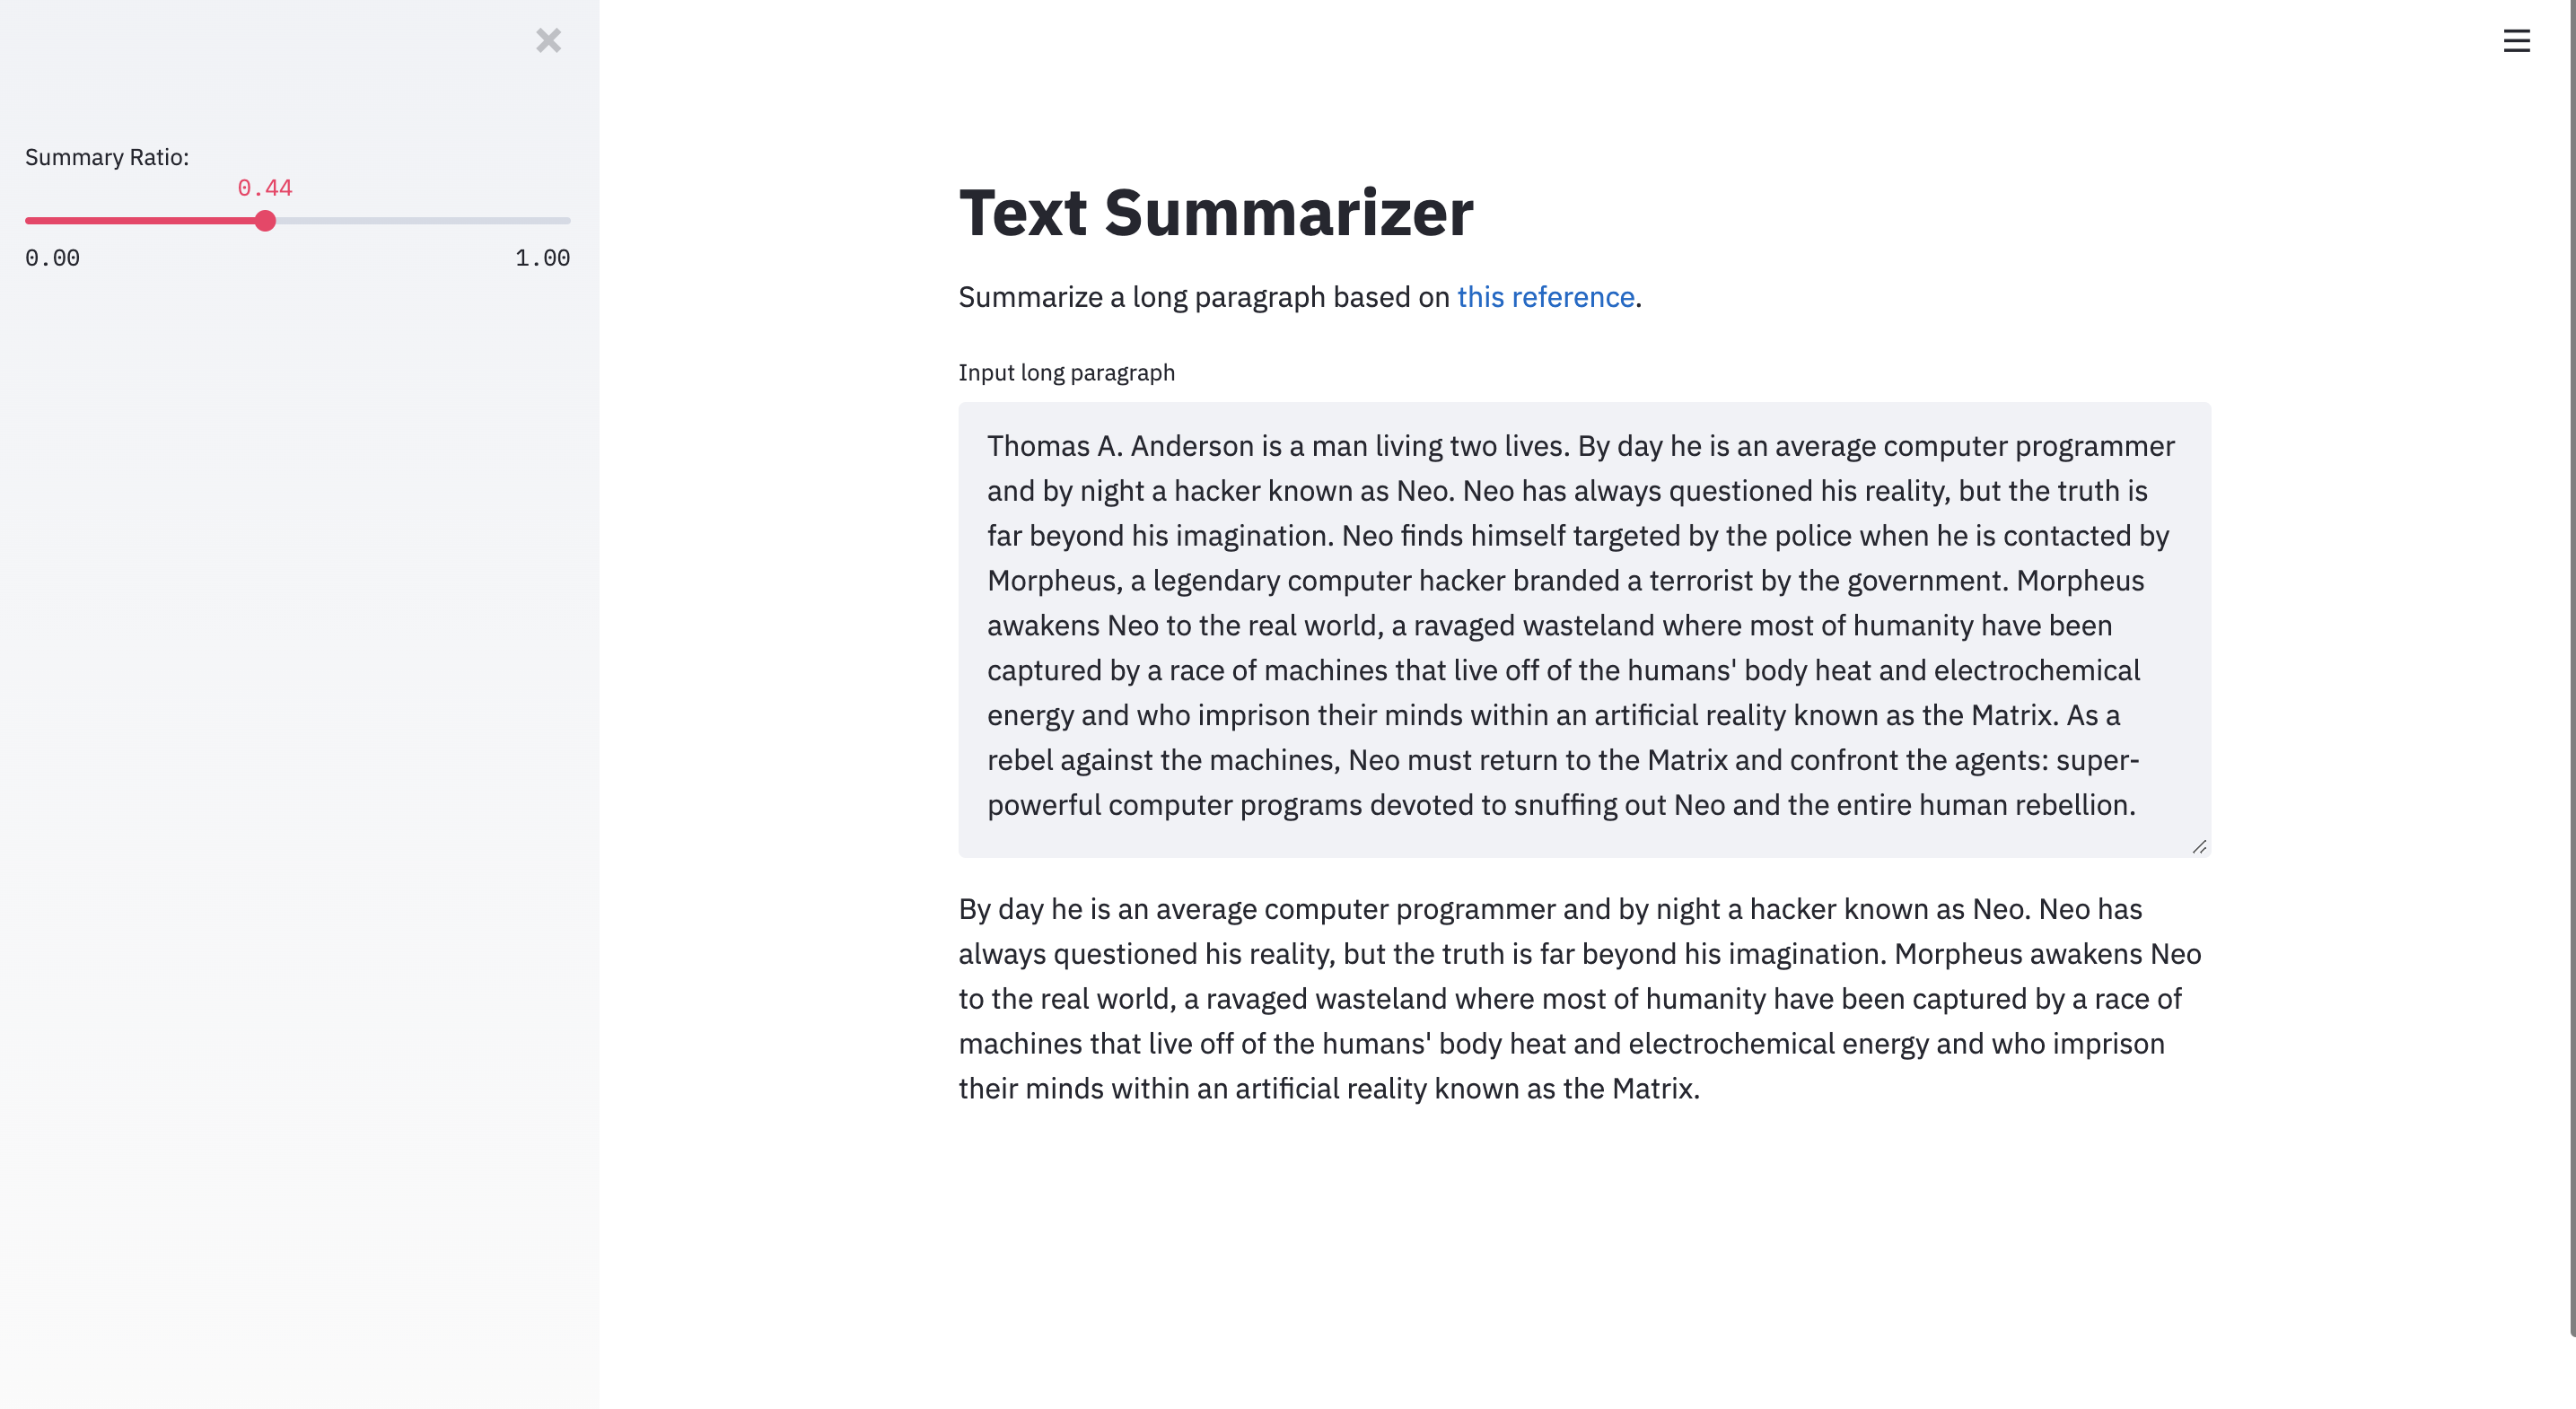 Summary Ratio:
0.44
0.00 1.00
Text Summarizer
Summarize a long paragraph based on this reference.
Input long paragraph
Thomas A. Anderson is a man living two lives. By day he is an average computer programmer
and by night a hacker known as Neo. Neo has always questioned his reality, but the truth is
far beyond his imagination. Neo finds himself targeted by the police when he is contacted by
Morpheus, a legendary computer hacker branded a terrorist by the government. Morpheus
awakens Neo to the real world, a ravaged wasteland where most of humanity have been
captured by a race of machines that live off of the humans' body heat and electrochemical
energy and who imprison their minds within an artificial reality known as the Matrix. As a
rebel against the machines, Neo must return to the Matrix and confront the agents: super-
powerful computer programs devoted to snuffing out Neo and the entire human rebellion.
By day he is an average computer programmer and by night a hacker known as Neo. Neo has
always questioned his reality, but the truth is far beyond his imagination. Morpheus awakens Neo
to the real world, a ravaged wasteland where most of humanity have been captured by a race of
machines that live off of the humans' body heat and electrochemical energy and who imprison
their minds within an artificial reality known as the Matrix.